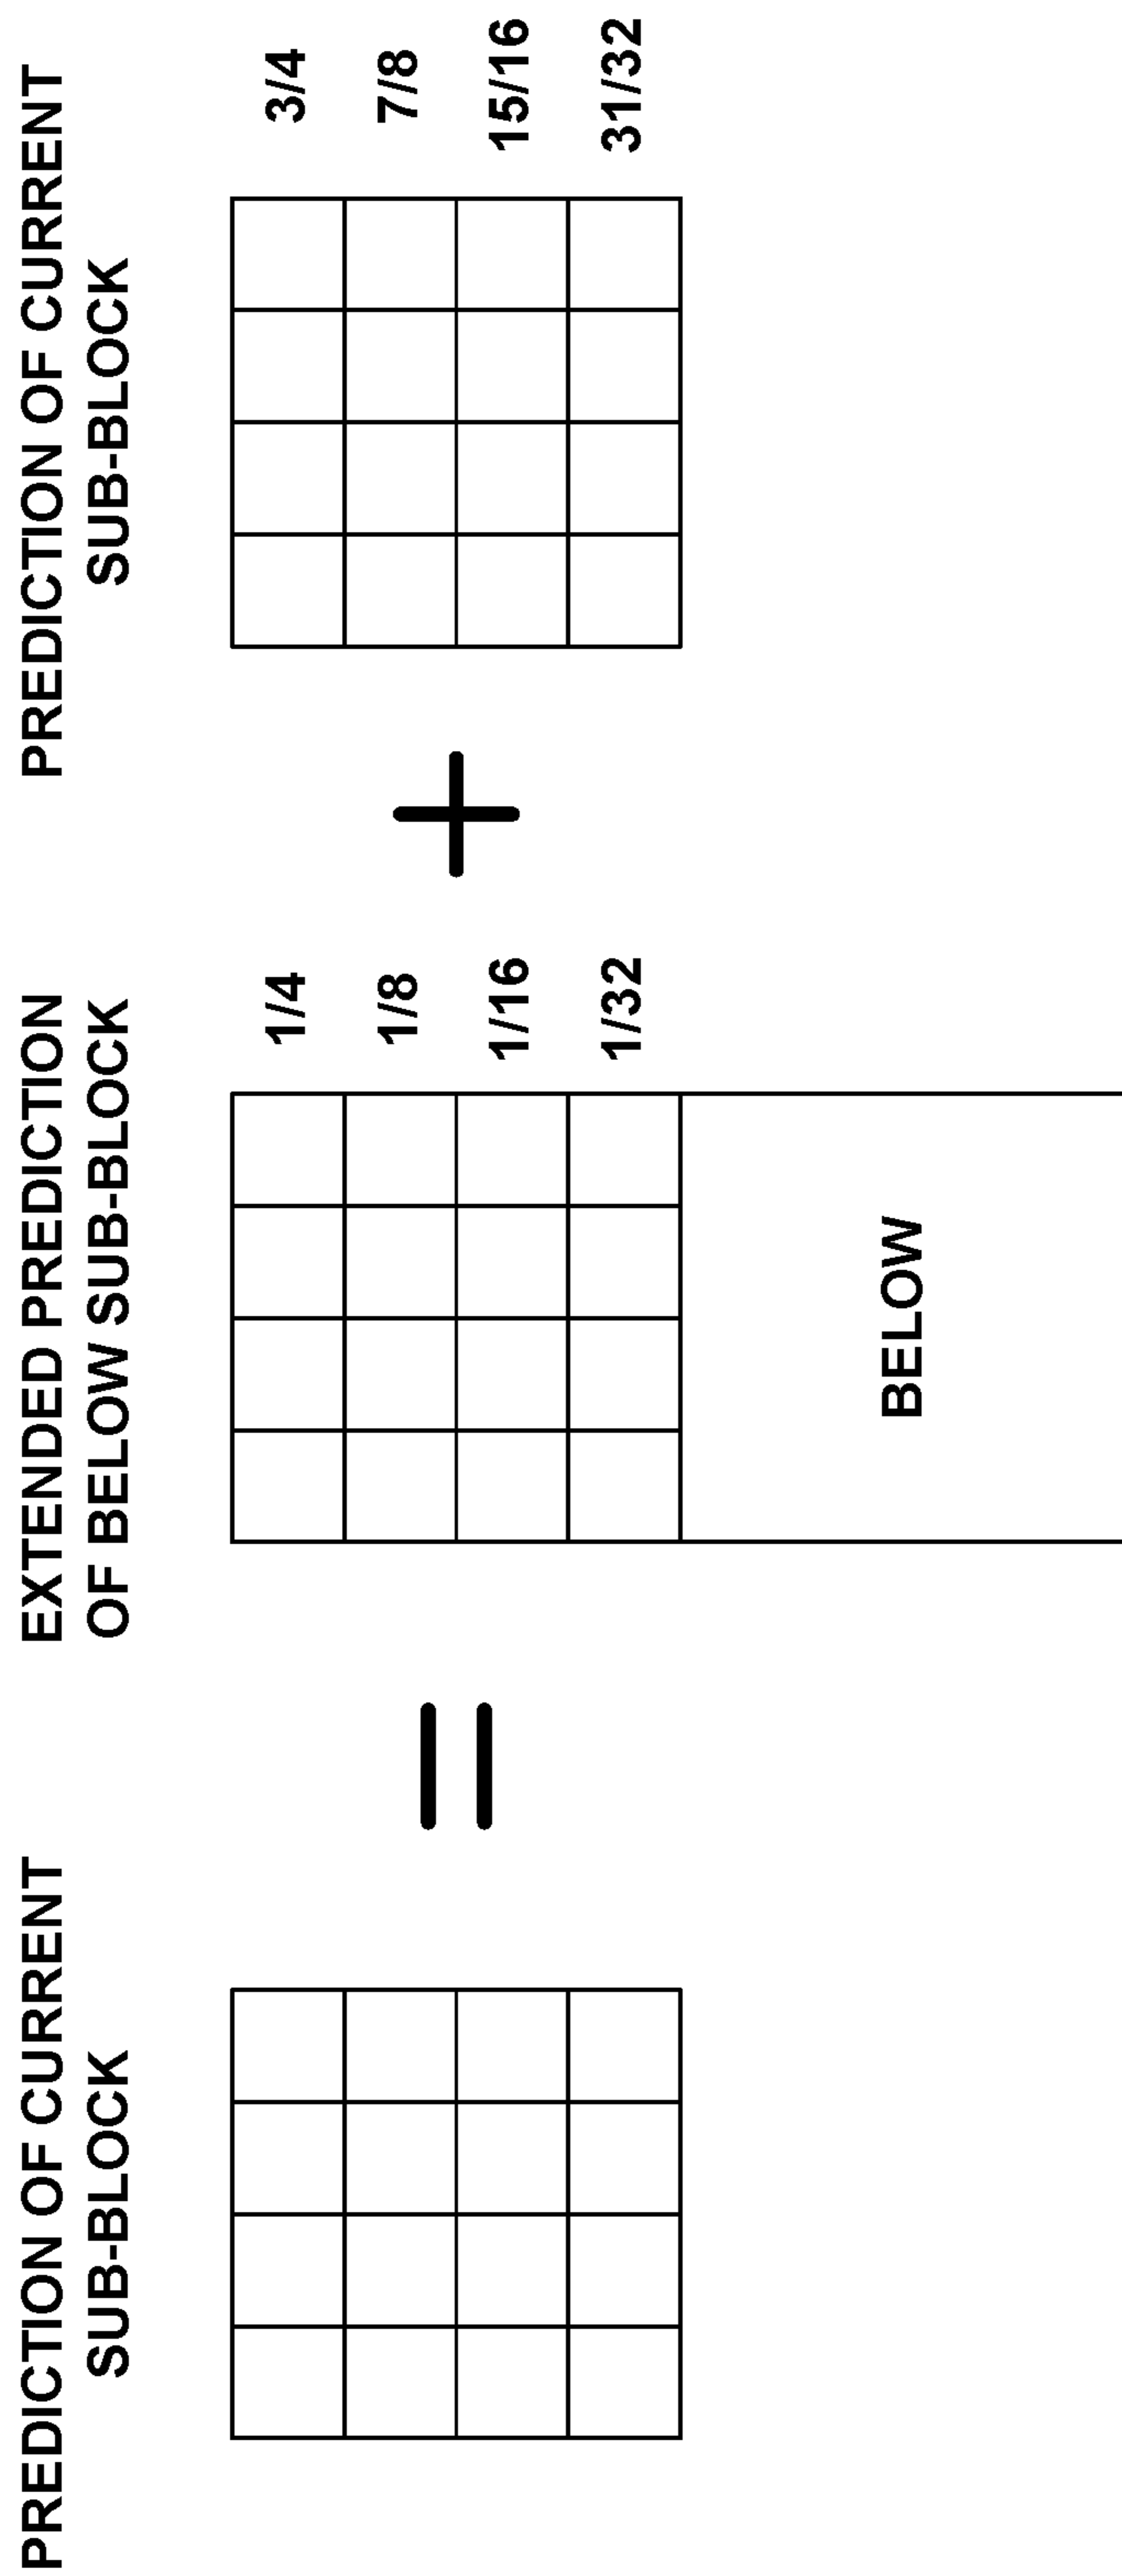 PREDICTION OF CURRENT
SUB-BLOCK
EXTENDED PREDICTION
OF BELOW SUB-BLOCK
1/4
1/8
1/16
1/32
BELOW
PREDICTION OF CURRENT
SUB-BLOCK
3/4
7/8
15/16
31/32